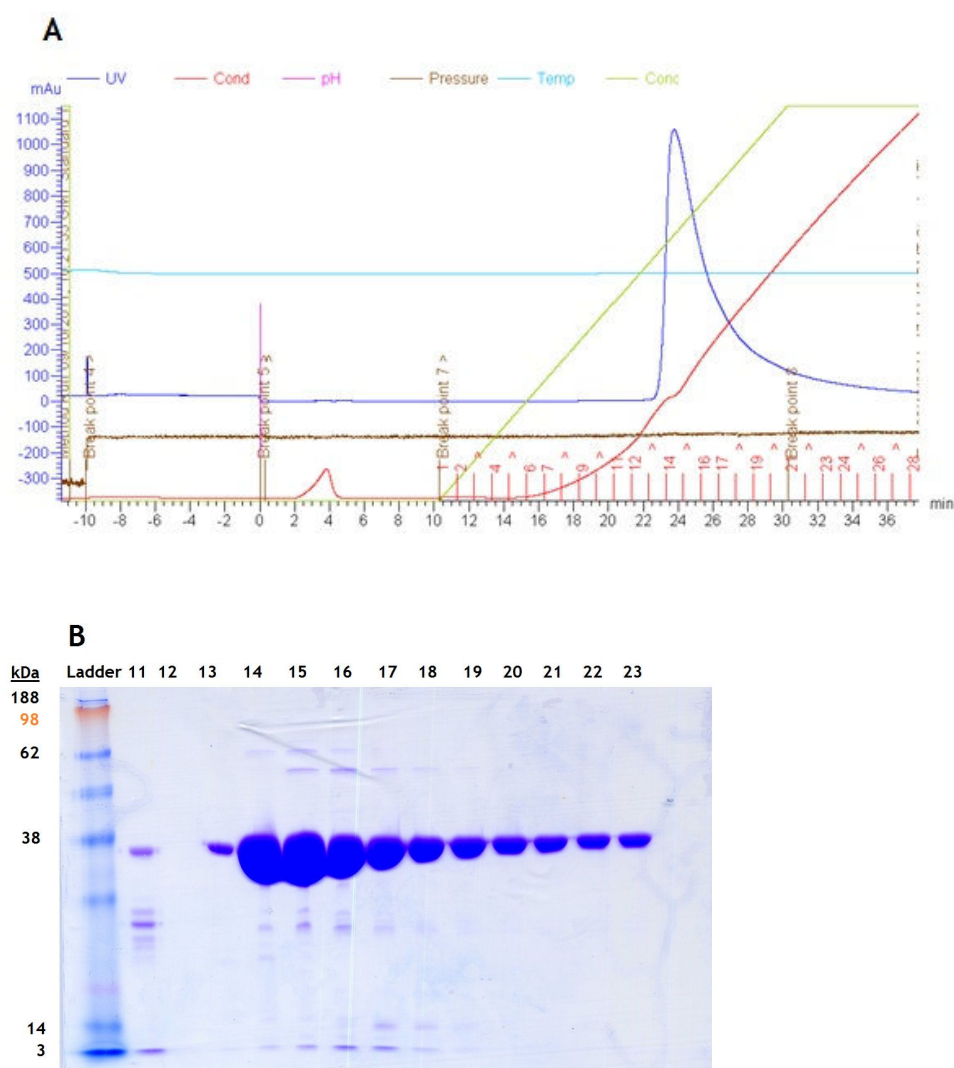 A
UV Cond pH Pressure Temp Conc
mAu
1100
1000
900
800
700
600
500
400
300
200
100
0
-100
-200
-300
Break point 4 >
Break point 5
Break point 7 >
Break point
1 2 > 4 > 6 7 > 9 > 11 12 > 14 > 16 17 > 19 > 23 24 > 26 > 28
-10 -8 -6 -4 -2 0 2 4 6 8 10 12 14 16 18 20 22 24 26 28 30 32 34 36 min
B
kDa Ladder 11 12 13 14 15 16 17 18 19 20 21 22 23
188
98
62
38
14
3